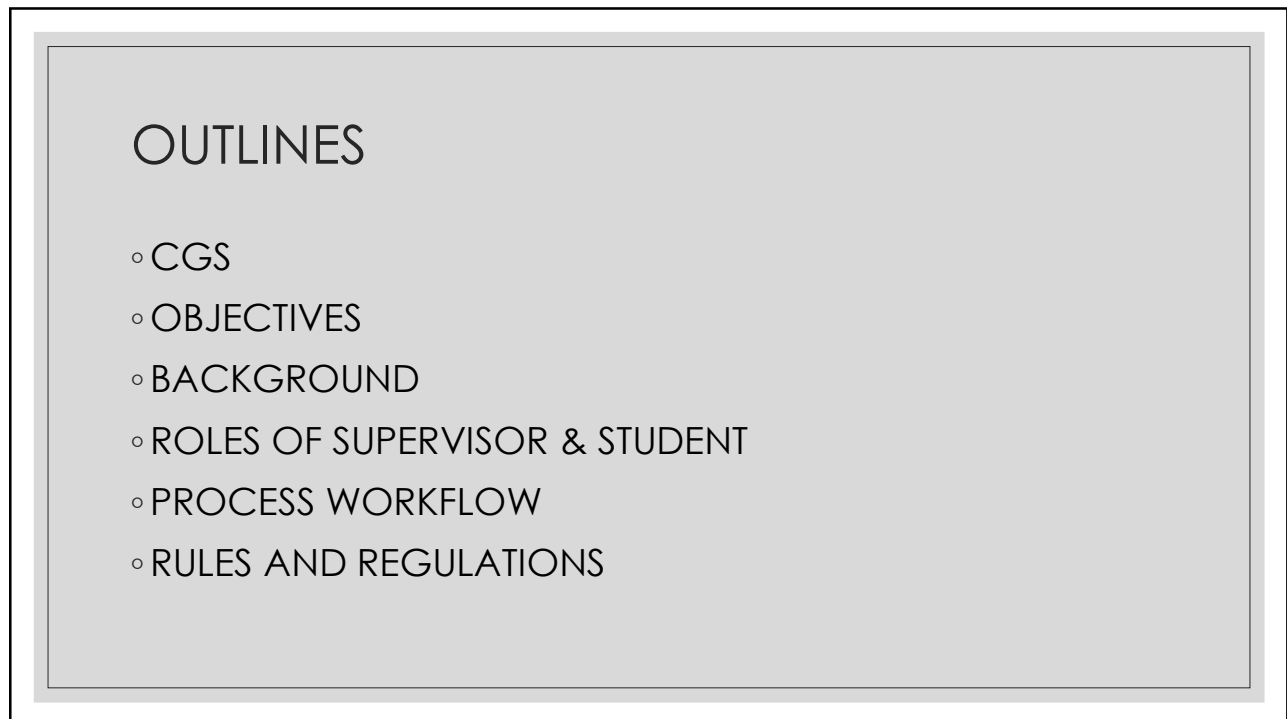 OUTLINES
◦ CGS
◦ OBJECTIVES
◦ BACKGROUND
◦ ROLES OF SUPERVISOR & STUDENT
◦ PROCESS WORKFLOW
◦ RULES AND REGULATIONS